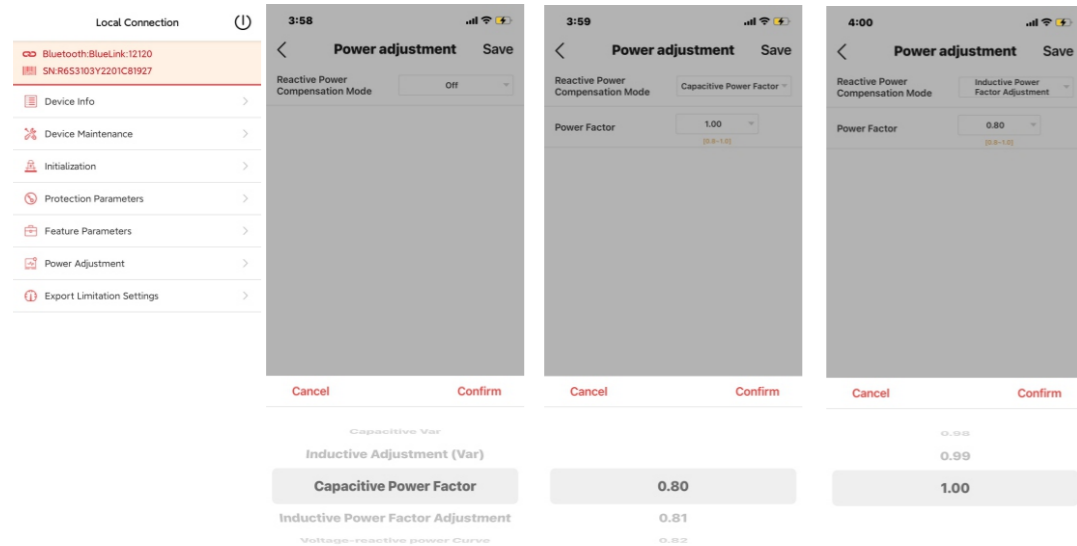 Local Connection
Bluetooth:BlueLink:12120
SN:R6S3103Y2201C81927
Device Info
Device Maintenance
Initialization
Protection Parameters
Feature Parameters
Power Adjustment
Export Limitation Settings
3:58
Power adjustment
Save
Reactive Power
Compensation Mode
Off
Cancel
Confirm
Capacitive Var
Inductive Adjustment (Var)
Capacitive Power Factor
Inductive Power Factor Adjustment
Voltage-reactive power Curve
3:59
Power adjustment
Save
Reactive Power
Compensation Mode
Capacitive Power Factor
Power Factor
1.00
[0.8~1.0]
Cancel
Confirm
0.80
0.81
0.82
4:00
Power adjustment
Save
Reactive Power
Compensation Mode
Inductive Power
Factor Adjustment
Power Factor
0.80
[0.8~1.0]
Cancel
Confirm
0.98
0.99
1.00